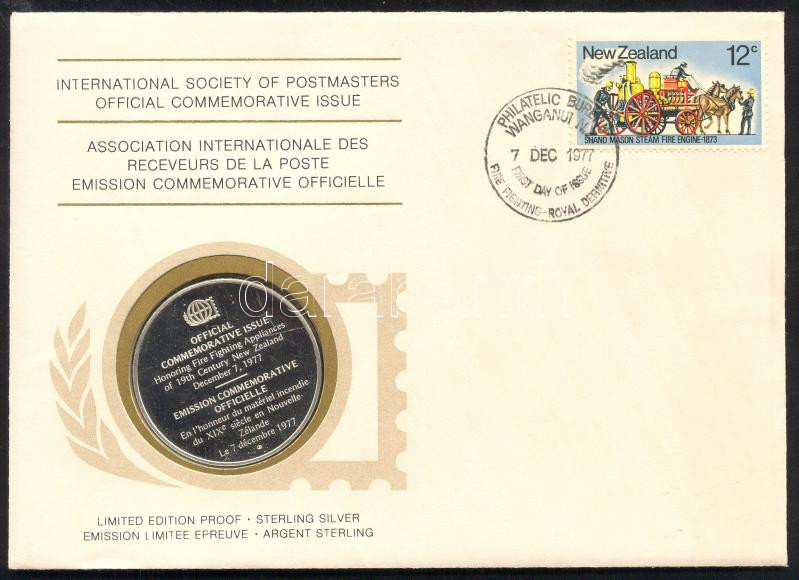 INTERNATIONAL SOCIETY OF POSTMASTERS
OFFICIAL COMMEMORATIVE ISSUE
ASSOCIATION INTERNATIONALE DES
RECEVEURS DE LA POSTE
EMISSION COMMEMORATIVE OFFICIELLE
New Zealand 12c
SHAND MASON STEAM FIRE ENGINE-1873
PHILATELIC BUR
WANGANUI N.
7 DEC 1977
FIRST DAY OF ISSUE
FIRE FIGHTING-ROYAL DEFINITIVE
OFFICIAL
COMMEMORATIVE ISSUE
Honoring Fire Fighting Appliances
of 19th Century New Zealand
December 7, 1977
EMISSION COMMEMORATIVE
OFFICIELLE
En l'honneur du matériel incendie
du XIXe siècle en Nouvelle-
Zélande
Le 7 décembre 1977
darabanth
LIMITED EDITION PROOF · STERLING SILVER
EMISSION LIMITEE EPREUVE · ARGENT STERLING